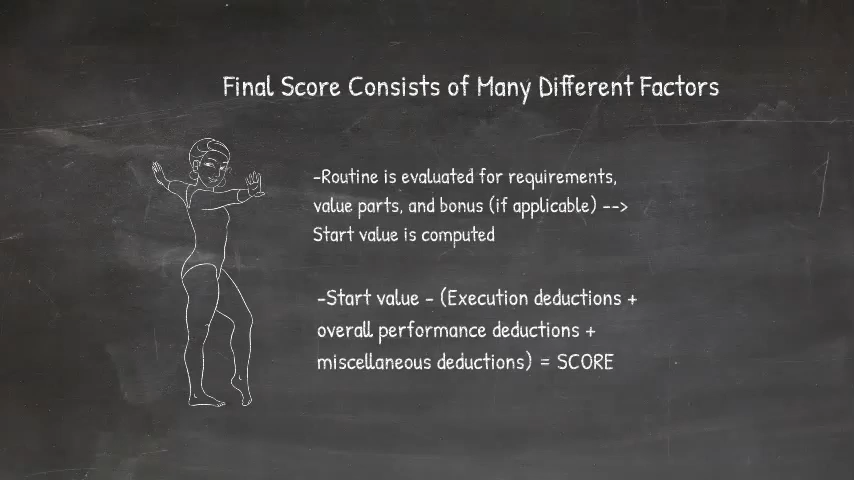 Final Score Consists of Many Different Factors
-Routine is evaluated for requirements,
value parts, and bonus (if applicable) -->
Start value is computed
-Start value - (Execution deductions +
overall performance deductions +
miscellaneous deductions) = SCORE